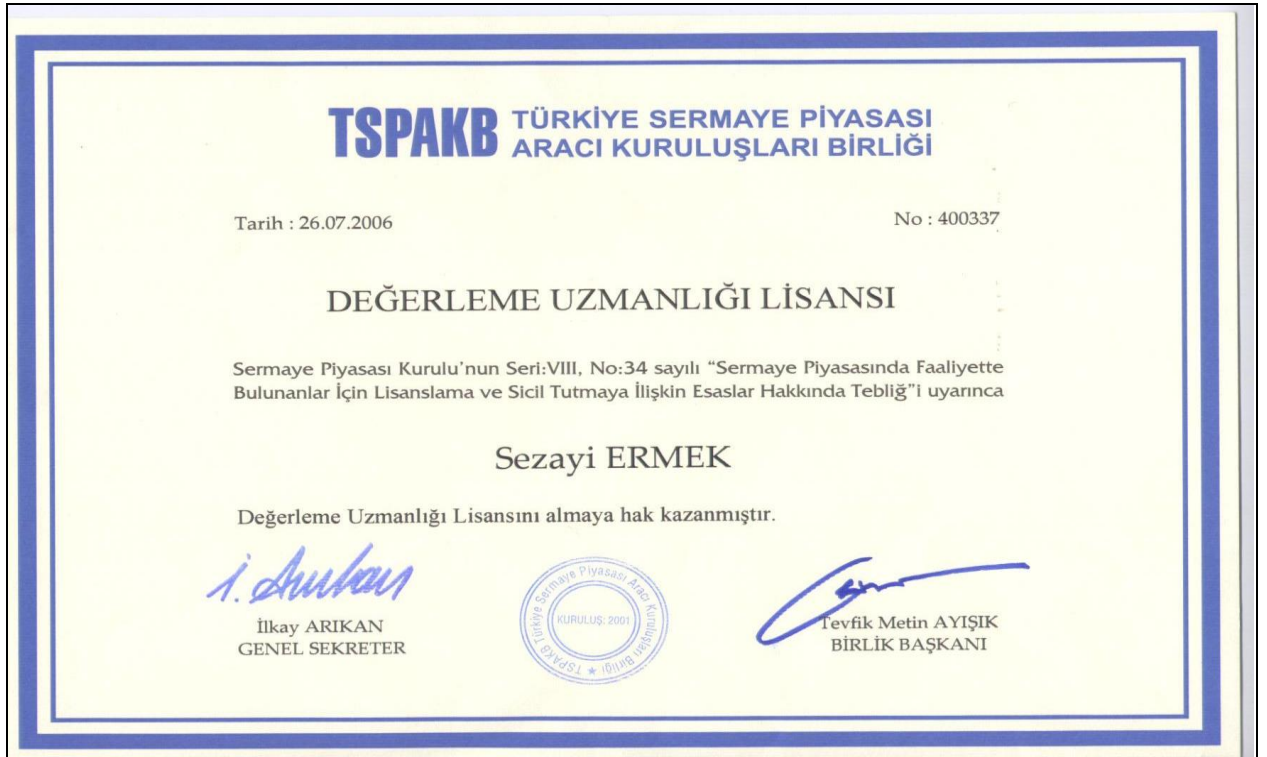 TSPAKB TÜRKİYE SERMAYE PİYASASI
ARACI KURULUŞLARI BİRLİĞİ
Tarih : 26.07.2006
No : 400337
DEĞERLEME UZMANLIĞI LİSANSI
Sermaye Piyasası Kurulu'nun Seri:VIII, No:34 sayılı “Sermaye Piyasasında Faaliyette
Bulunanlar İçin Lisanslama ve Sicil Tutmaya İlişkin Esaslar Hakkında Tebliğ”i uyarınca
Sezayi ERMEK
Değerleme Uzmanlığı Lisansını almaya hak kazanmıştır.
i. Arıkan
İlkay ARIKAN
GENEL SEKRETER
TSPAKB Türkiye Sermaye Piyasası Aracı Kuruluşları Birliği ★
KURULUŞ: 2001
Tevfik Metin AYIŞIK
BİRLİK BAŞKANI